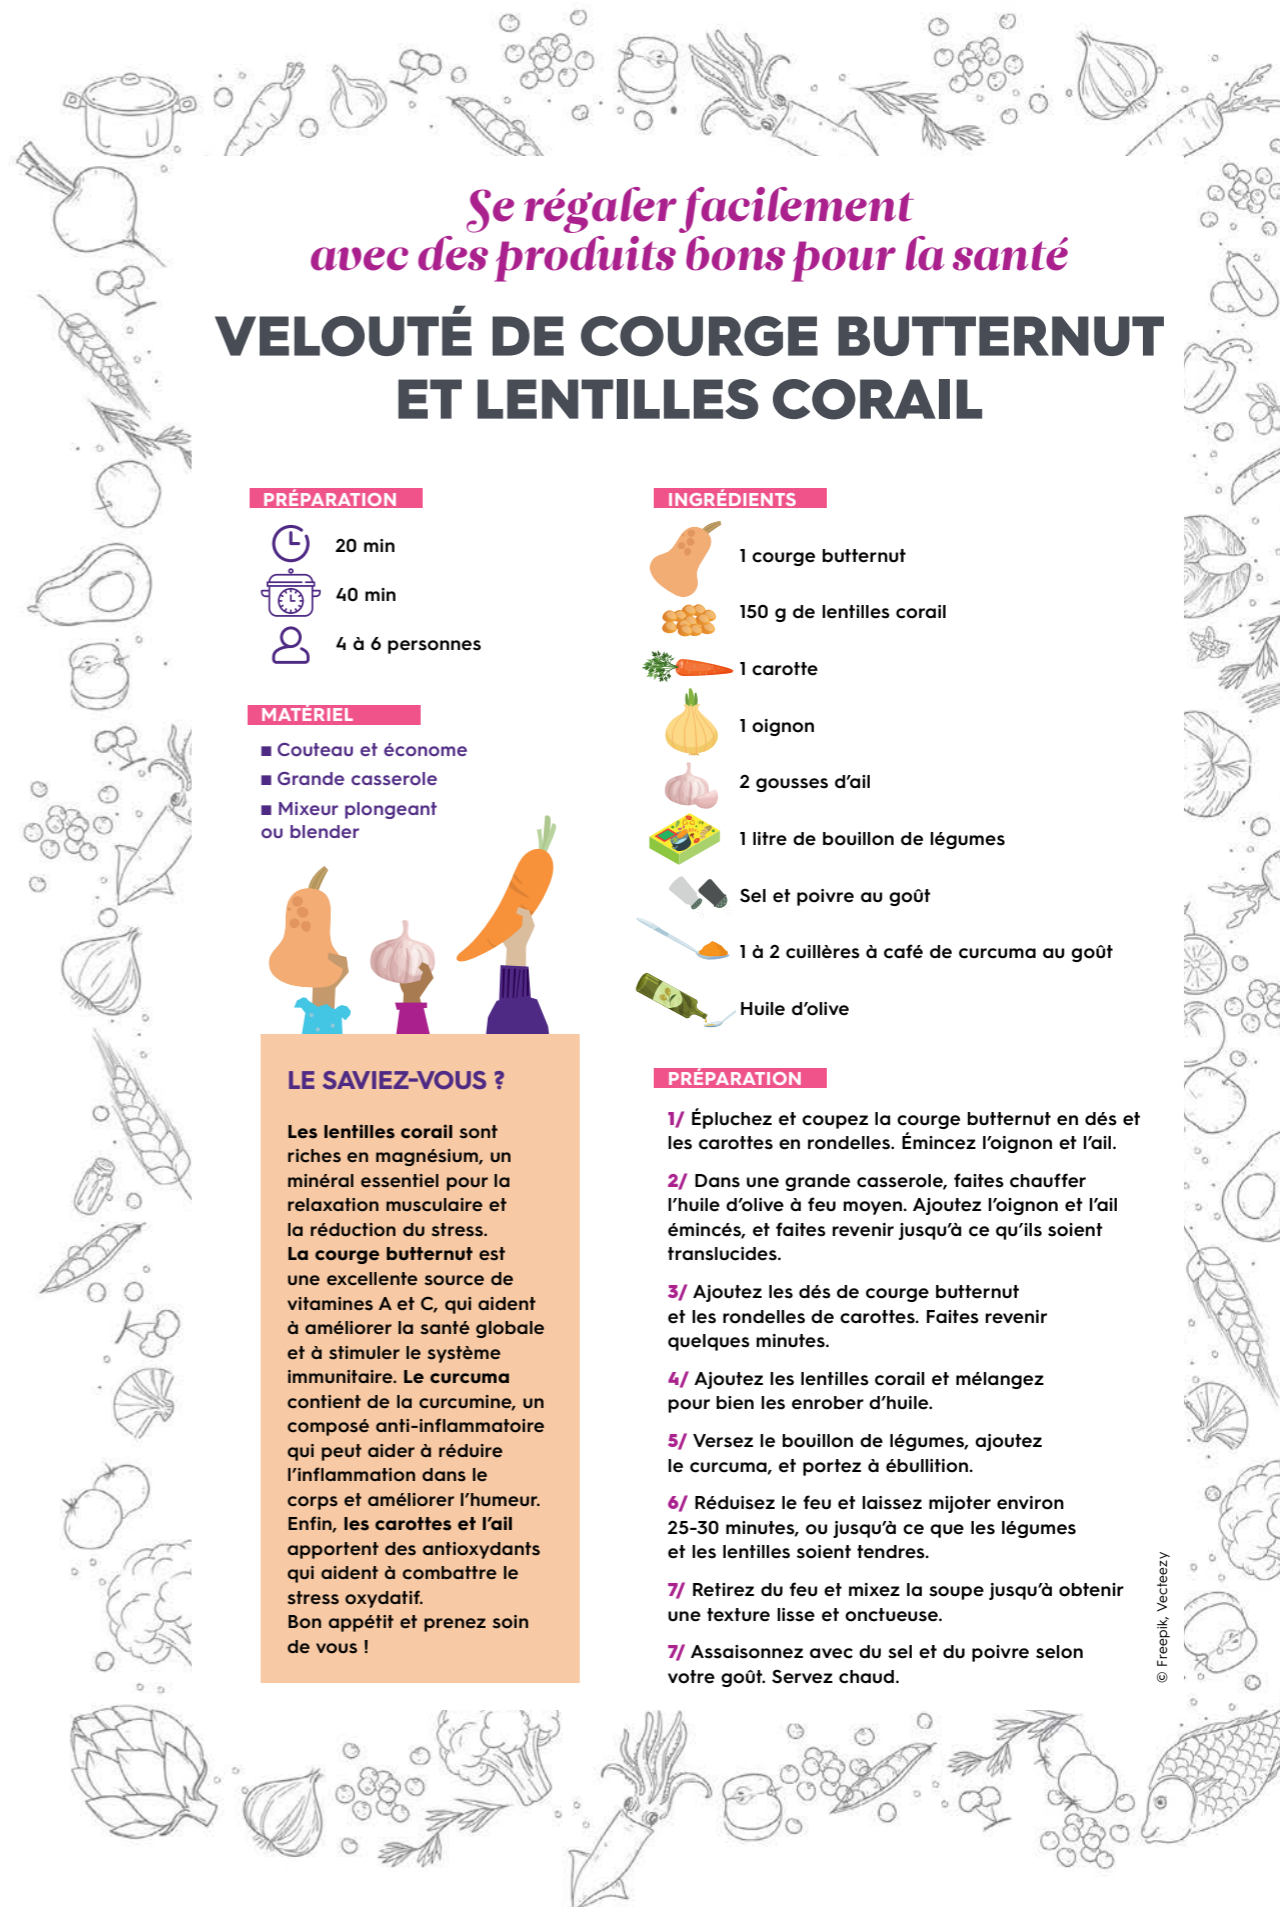 Se régaler facilement
avec des produits bons pour la santé
VELOUTÉ DE COURGE BUTTERNUT
ET LENTILLES CORAIL
PRÉPARATION
20 min
40 min
4 à 6 personnes
MATÉRIEL
■ Couteau et économe
■ Grande casserole
■ Mixeur plongeant
ou blender
LE SAVIEZ-VOUS ?
Les lentilles corail sont
riches en magnésium, un
minéral essentiel pour la
relaxation musculaire et
la réduction du stress.
La courge butternut est
une excellente source de
vitamines A et C, qui aident
à améliorer la santé globale
et à stimuler le système
immunitaire. Le curcuma
contient de la curcumine, un
composé anti-inflammatoire
qui peut aider à réduire
l'inflammation dans le
corps et améliorer l'humeur.
Enfin, les carottes et l'ail
apportent des antioxydants
qui aident à combattre le
stress oxydatif.
Bon appétit et prenez soin
de vous !
INGRÉDIENTS
1 courge butternut
150 g de lentilles corail
1 carotte
1 oignon
2 gousses d'ail
1 litre de bouillon de légumes
Sel et poivre au goût
1 à 2 cuillères à café de curcuma au goût
Huile d'olive
PRÉPARATION
1/ Épluchez et coupez la courge butternut en dés et
les carottes en rondelles. Émincez l'oignon et l'ail.
2/ Dans une grande casserole, faites chauffer
l'huile d'olive à feu moyen. Ajoutez l'oignon et l'ail
émincés, et faites revenir jusqu'à ce qu'ils soient
translucides.
3/ Ajoutez les dés de courge butternut
et les rondelles de carottes. Faites revenir
quelques minutes.
4/ Ajoutez les lentilles corail et mélangez
pour bien les enrober d'huile.
5/ Versez le bouillon de légumes, ajoutez
le curcuma, et portez à ébullition.
6/ Réduisez le feu et laissez mijoter environ
25-30 minutes, ou jusqu'à ce que les légumes
et les lentilles soient tendres.
7/ Retirez du feu et mixez la soupe jusqu'à obtenir
une texture lisse et onctueuse.
7/ Assaisonnez avec du sel et du poivre selon
votre goût. Servez chaud.
© Freepik, Vecteezy